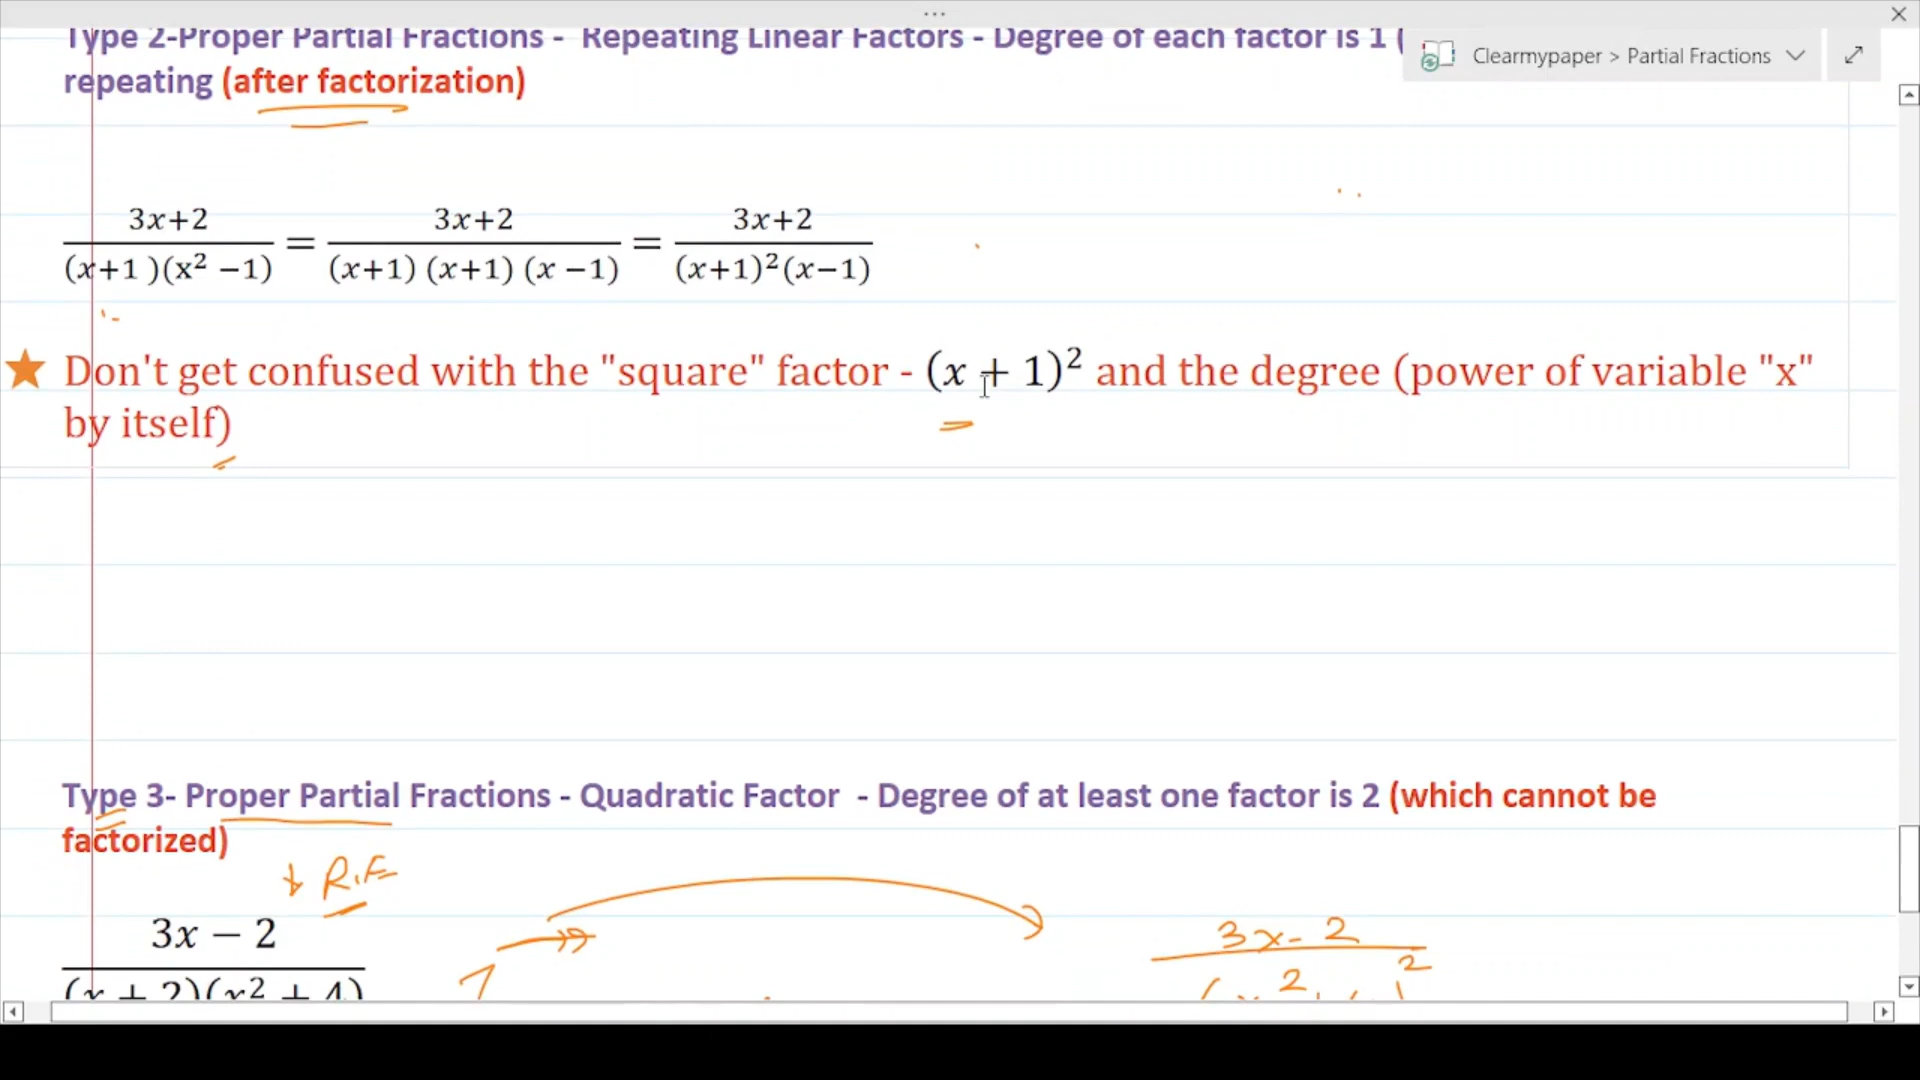 Type 2-Proper Partial Fractions - Repeating Linear Factors - Degree of each factor is 1 (
repeating (after factorization)
Clearmypaper > Partial Fractions
3x+2 / (x+1 )(x² −1) = 3x+2 / (x+1) (x+1) (x −1) = 3x+2 / (x+1)²(x−1)
Don't get confused with the "square" factor - (x + 1)² and the degree (power of variable "x"
by itself)
Type 3- Proper Partial Fractions - Quadratic Factor - Degree of at least one factor is 2 (which cannot be
factorized)
R.F
3x − 2 / (x + 2)(x² + 4)
3x - 2